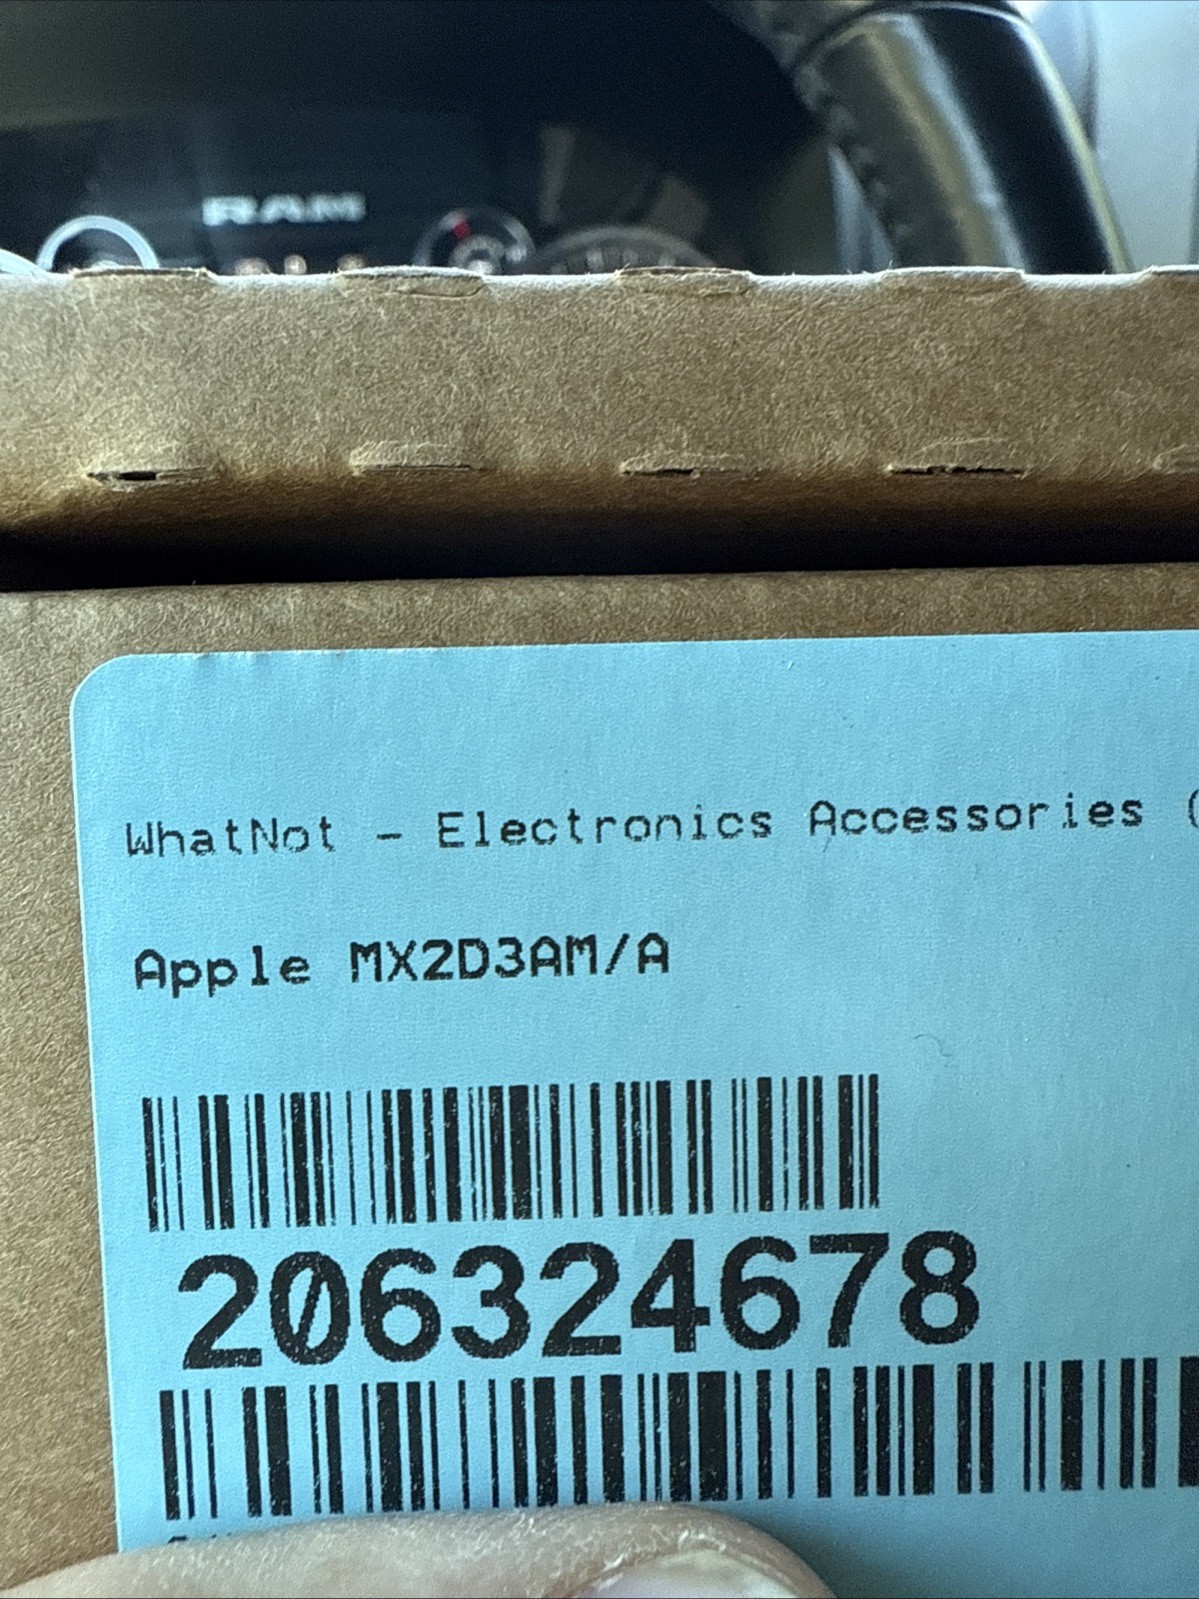 RAM
WhatNot - Electronics Accessories (
Apple MX2D3AM/A
206324678